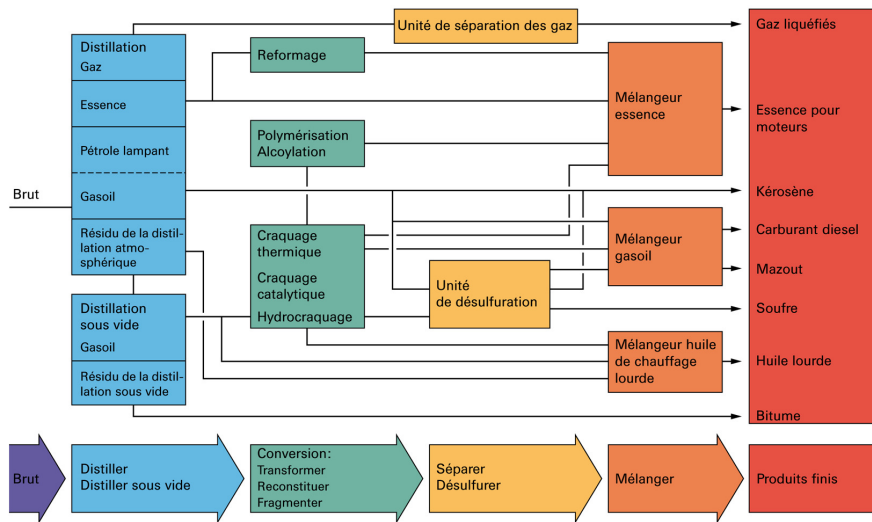 Brut
Distillation
Gaz
Essence
Pétrole lampant
Gasoil
Résidu de la distil-
lation atmo-
sphérique
Distillation
sous vide
Gasoil
Résidu de la distil-
lation sous vide
Reformage
Polymérisation
Alcoylation
Craquage
thermique
Craquage
catalytique
Hydrocraquage
Unité de séparation des gaz
Unité
de désulfuration
Mélangeur
essence
Mélangeur
gasoil
Mélangeur huile
de chauffage
lourde
Gaz liquéfiés
Essence pour
moteurs
Kérosène
Carburant diesel
Mazout
Soufre
Huile lourde
Bitume
Brut
Distiller
Distiller sous vide
Conversion:
Transformer
Reconstituer
Fragmenter
Séparer
Désulfurer
Mélanger
Produits finis